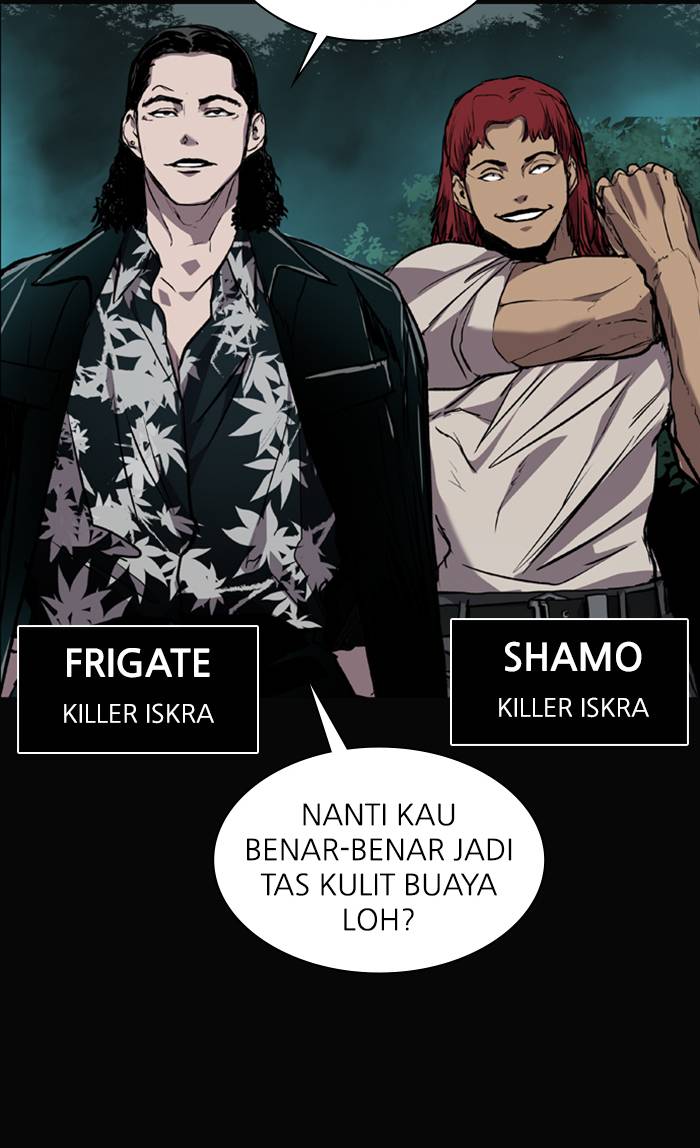 FRIGATE
KILLER ISKRA
SHAMO
KILLER ISKRA
NANTI KAU
BENAR-BENAR JADI
TAS KULIT BUAYA
LOH?